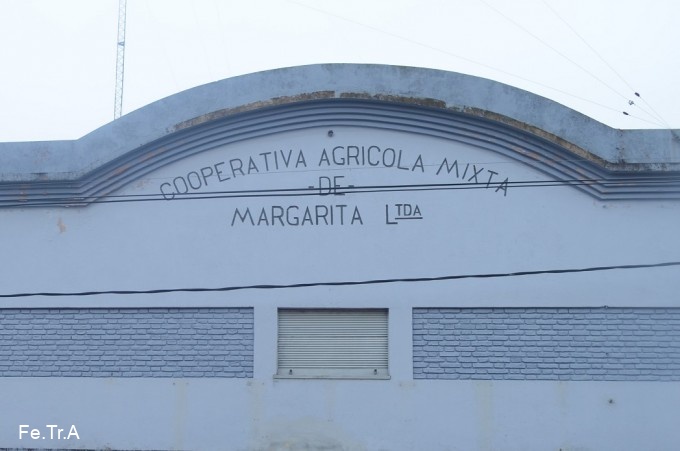 COOPERATIVA AGRICOLA MIXTA
-DE-
MARGARITA LTDA
Fe.Tr.A